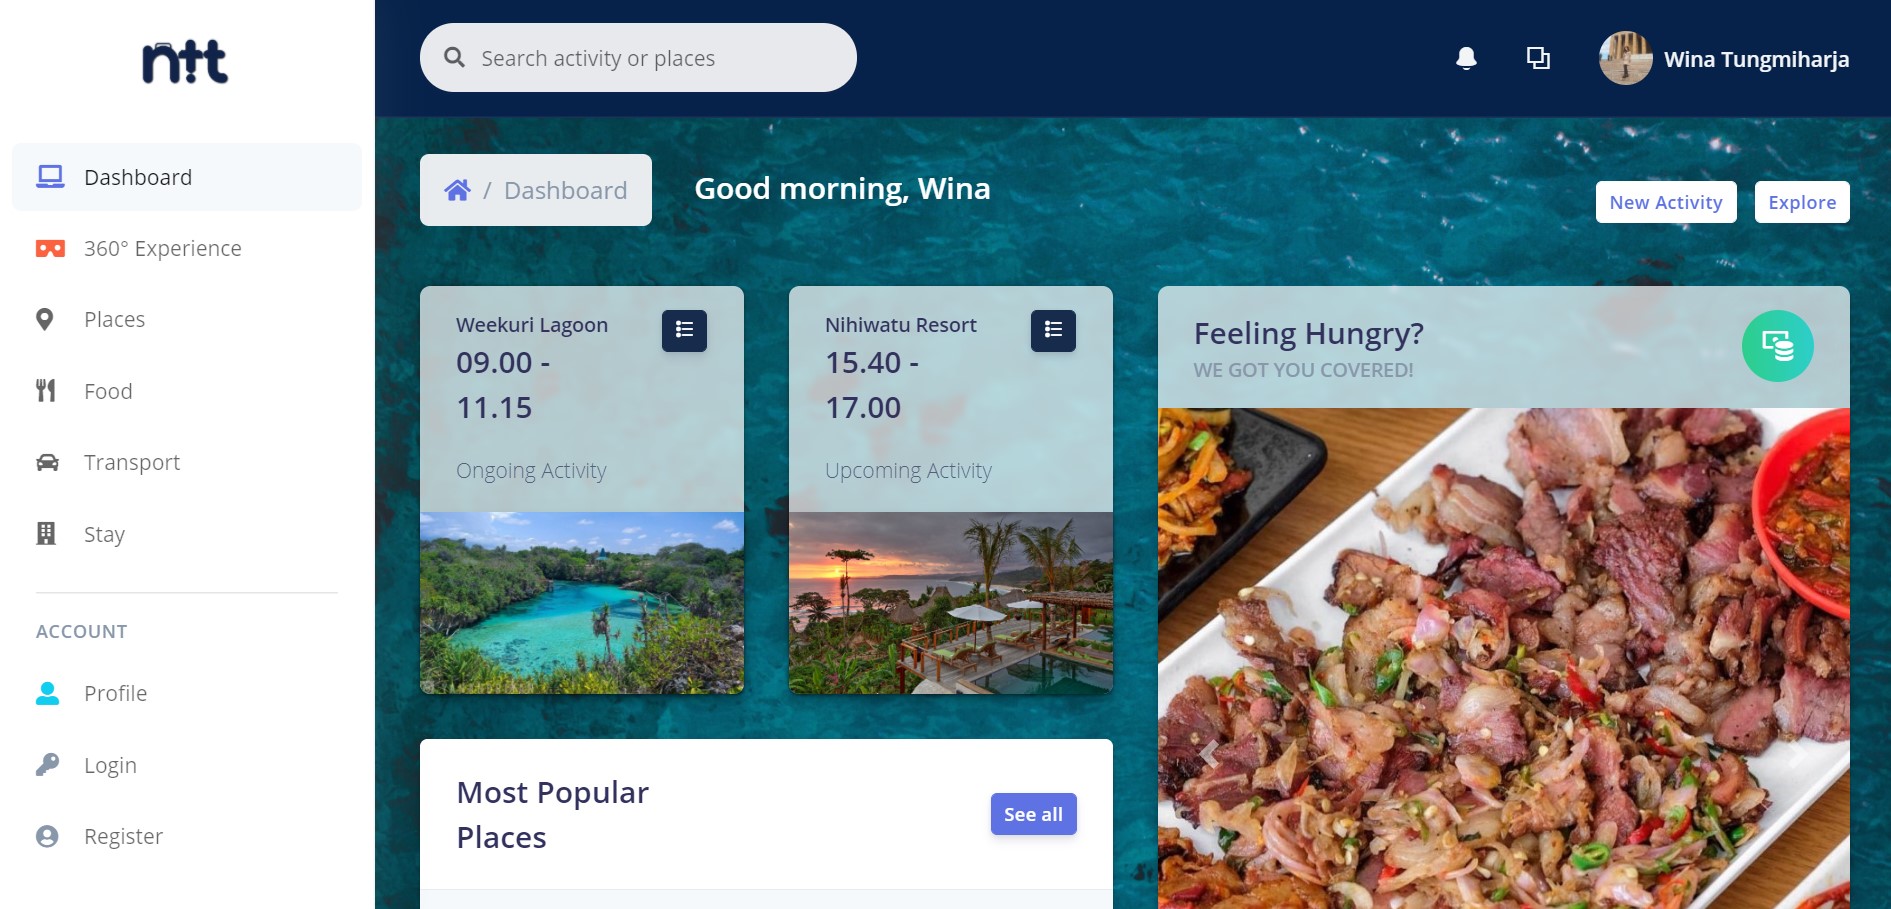 ntt
Dashboard
360° Experience
Places
Food
Transport
Stay
ACCOUNT
Profile
Login
Register
Search activity or places
Wina Tungmiharja
/ Dashboard
Good morning, Wina
New Activity
Explore
Weekuri Lagoon
09.00 -
11.15
Ongoing Activity
Nihiwatu Resort
15.40 -
17.00
Upcoming Activity
Feeling Hungry?
WE GOT YOU COVERED!
Most Popular
Places
See all